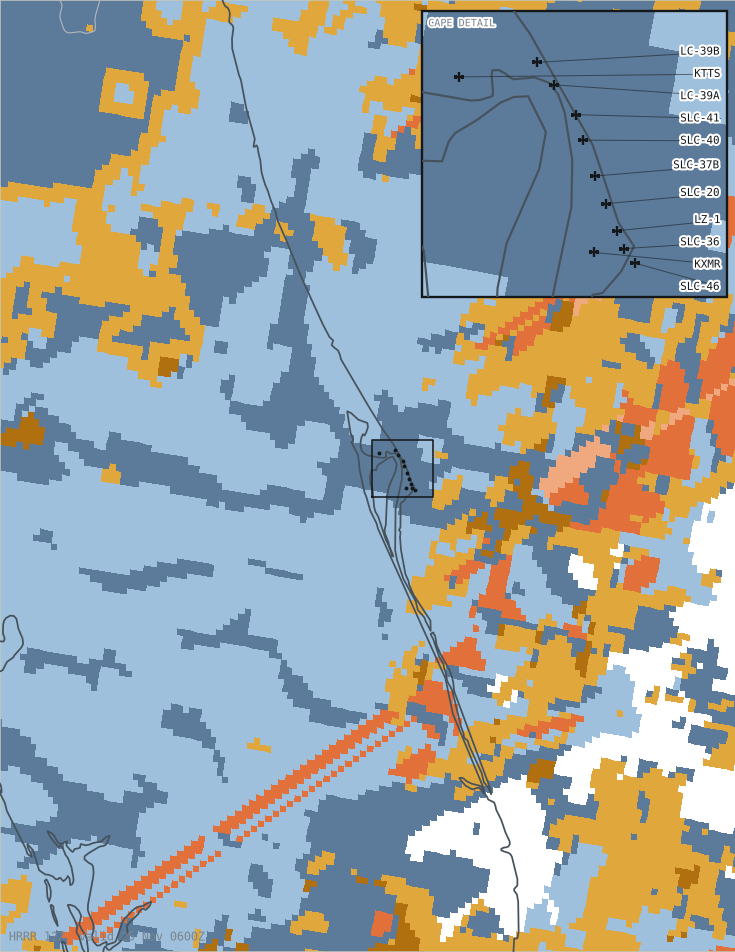 CAPE DETAIL
LC-39B
KTTS
LC-39A
SLC-41
SLC-40
SLC-37B
SLC-20
LZ-1
SLC-36
KXMR
SLC-46
HRRR 0600Z